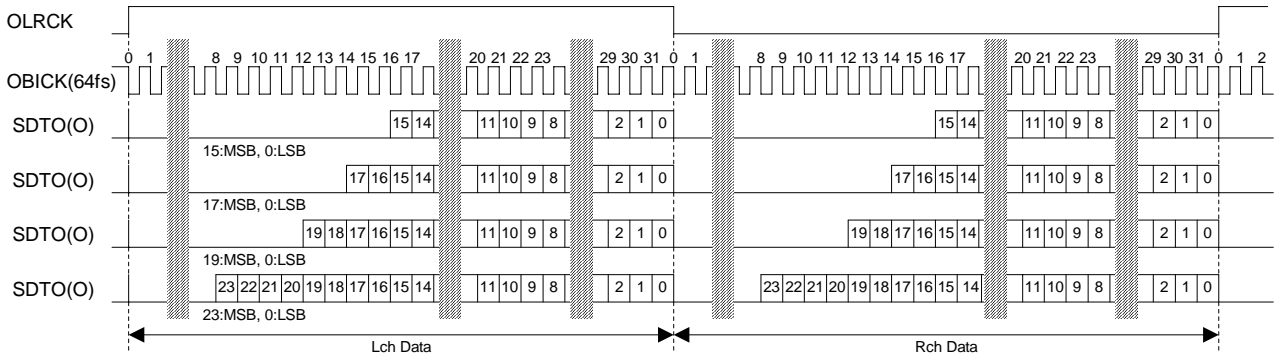 OLRCK
0 1 8 9 10 11 12 13 14 15 16 17 20 21 22 23 29 30 31 0 1 8 9 10 11 12 13 14 15 16 17 20 21 22 23 29 30 31 0 1 2
OBICK(64fs)
SDTO(O) 15 14 11 10 9 8 2 1 0 15 14 11 10 9 8 2 1 0
15:MSB, 0:LSB
SDTO(O) 17 16 15 14 11 10 9 8 2 1 0 17 16 15 14 11 10 9 8 2 1 0
17:MSB, 0:LSB
SDTO(O) 19 18 17 16 15 14 11 10 9 8 2 1 0 19 18 17 16 15 14 11 10 9 8 2 1 0
19:MSB, 0:LSB
SDTO(O) 23 22 21 20 19 18 17 16 15 14 11 10 9 8 2 1 0 23 22 21 20 19 18 17 16 15 14 11 10 9 8 2 1 0
23:MSB, 0:LSB
Lch Data Rch Data